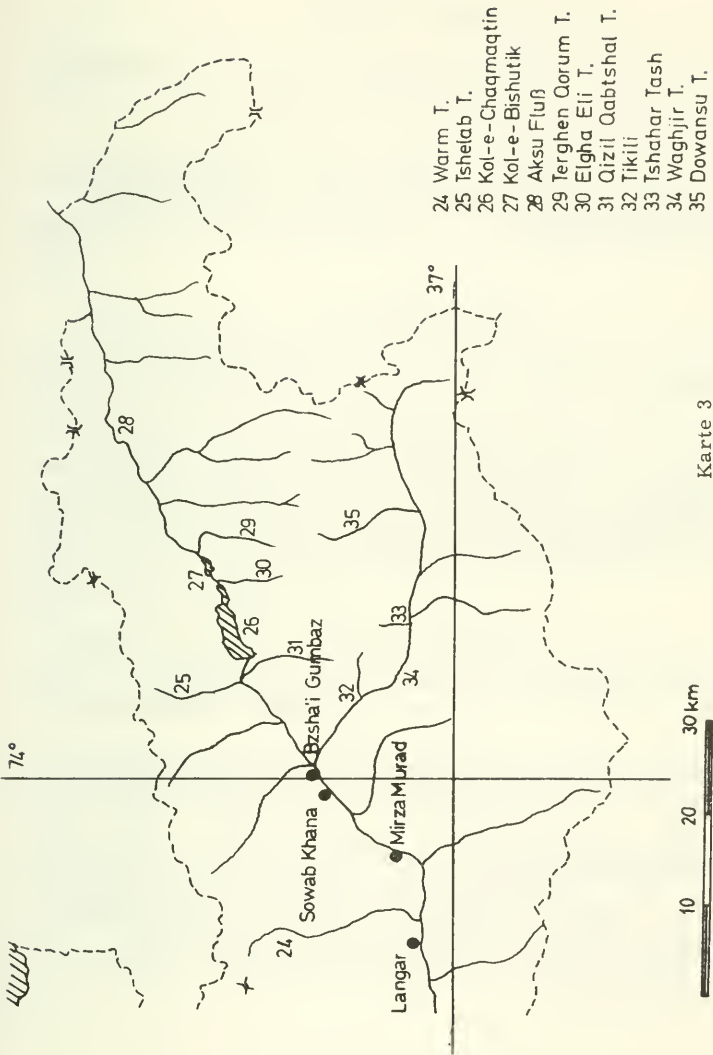 74°
28
25
27
29
30
26
31
Bzsha'i Gumbaz
Sowab Khana
35
32
33
34
Mirza Murad
24
Langar
37°
24 Warm T.
25 Tshelab T.
26 Kol-e-Chaqmaqtin
27 Kol-e-Bishutik
28 Aksu Fluß
29 Terghen Qorum T.
30 Elgha Eli T.
31 Qizil Qabtshal T.
32 Tikili
33 Tshahar Tash
34 Waghjir T.
35 Dowansu T.
10 20 30 km
Karte 3